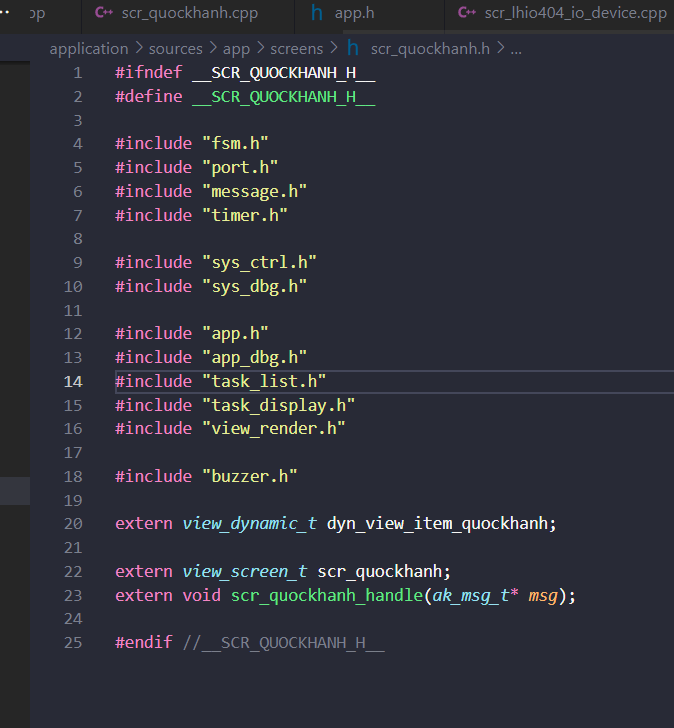 ... pp scr_quockhanh.cpp app.h scr_lhio404_io_device.cpp
application > sources > app > screens > h scr_quockhanh.h > ...
1 #ifndef __SCR_QUOCKHANH_H__
2 #define __SCR_QUOCKHANH_H__
3
4 #include "fsm.h"
5 #include "port.h"
6 #include "message.h"
7 #include "timer.h"
8
9 #include "sys_ctrl.h"
10 #include "sys_dbg.h"
11
12 #include "app.h"
13 #include "app_dbg.h"
14 #include "task_list.h"
15 #include "task_display.h"
16 #include "view_render.h"
17
18 #include "buzzer.h"
19
20 extern view_dynamic_t dyn_view_item_quockhanh;
21
22 extern view_screen_t scr_quockhanh;
23 extern void scr_quockhanh_handle(ak_msg_t* msg);
24
25 #endif //__SCR_QUOCKHANH_H__